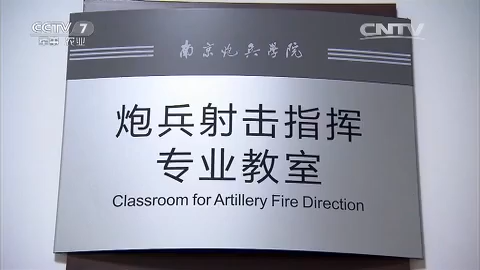 CCTV 7
军事 农业
CNTV
南京炮兵学院
炮兵射击指挥
专业教室
Classroom for Artillery Fire Direction